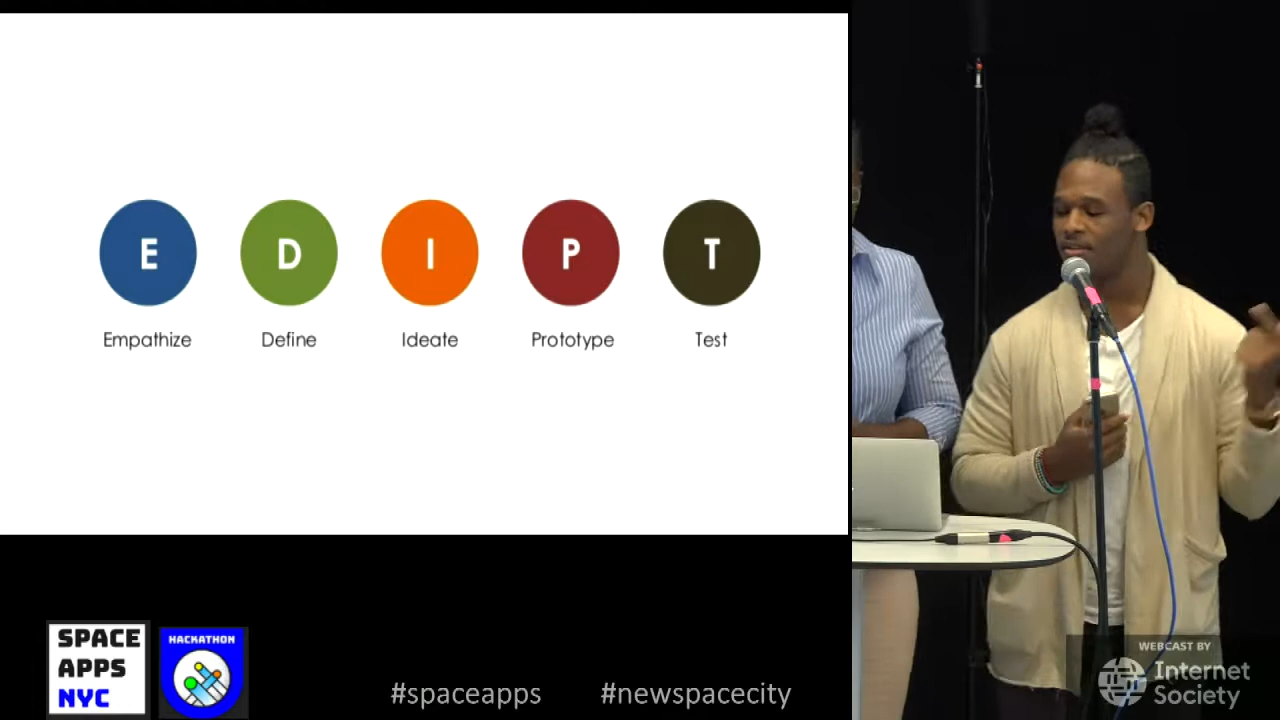 E D I P T
Empathize Define Ideate Prototype Test
SPACE
APPS
NYC
HACKATHON
#spaceapps #newspacecity
WEBCAST BY
Internet
Society